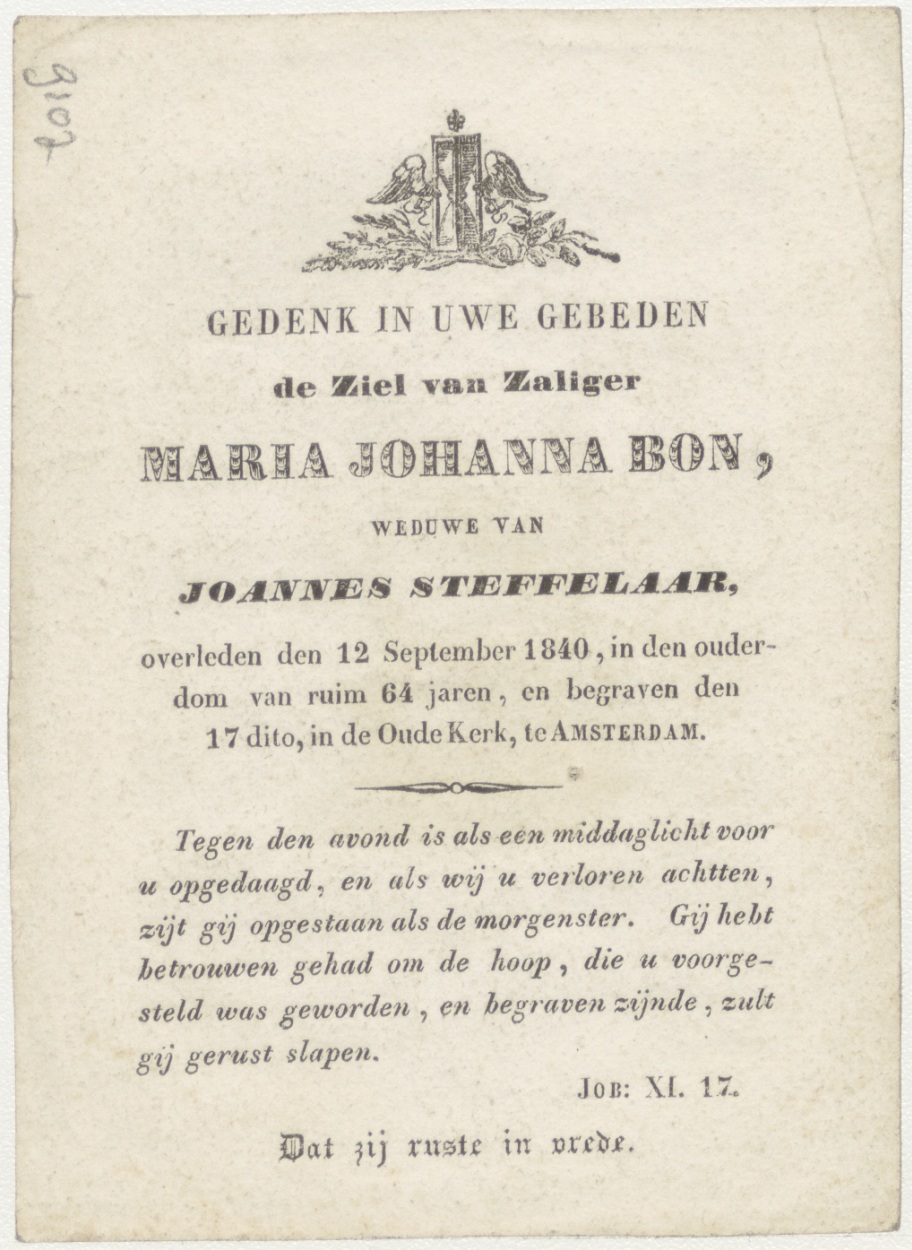 GEDENK IN UWE GEBEDEN
de Ziel van Zaliger
MARIA JOHANNA BON,
WEDUWE VAN
JOANNES STEFFELAAR,
overleden den 12 September 1840, in den ouder-
dom van ruim 64 jaren, en begraven den
17 dito, in de Oude Kerk, te AMSTERDAM.
Tegen den avond is als een middaglicht voor
u opgedaagd, en als wij u verloren achtten,
zijt gij opgestaan als de morgenster. Gij hebt
betrouwen gehad om de hoop, die u voorge-
steld was geworden, en begraven zijnde, zult
gij gerust slapen.
JOB: XI. 17.
Dat zij ruste in vrede.